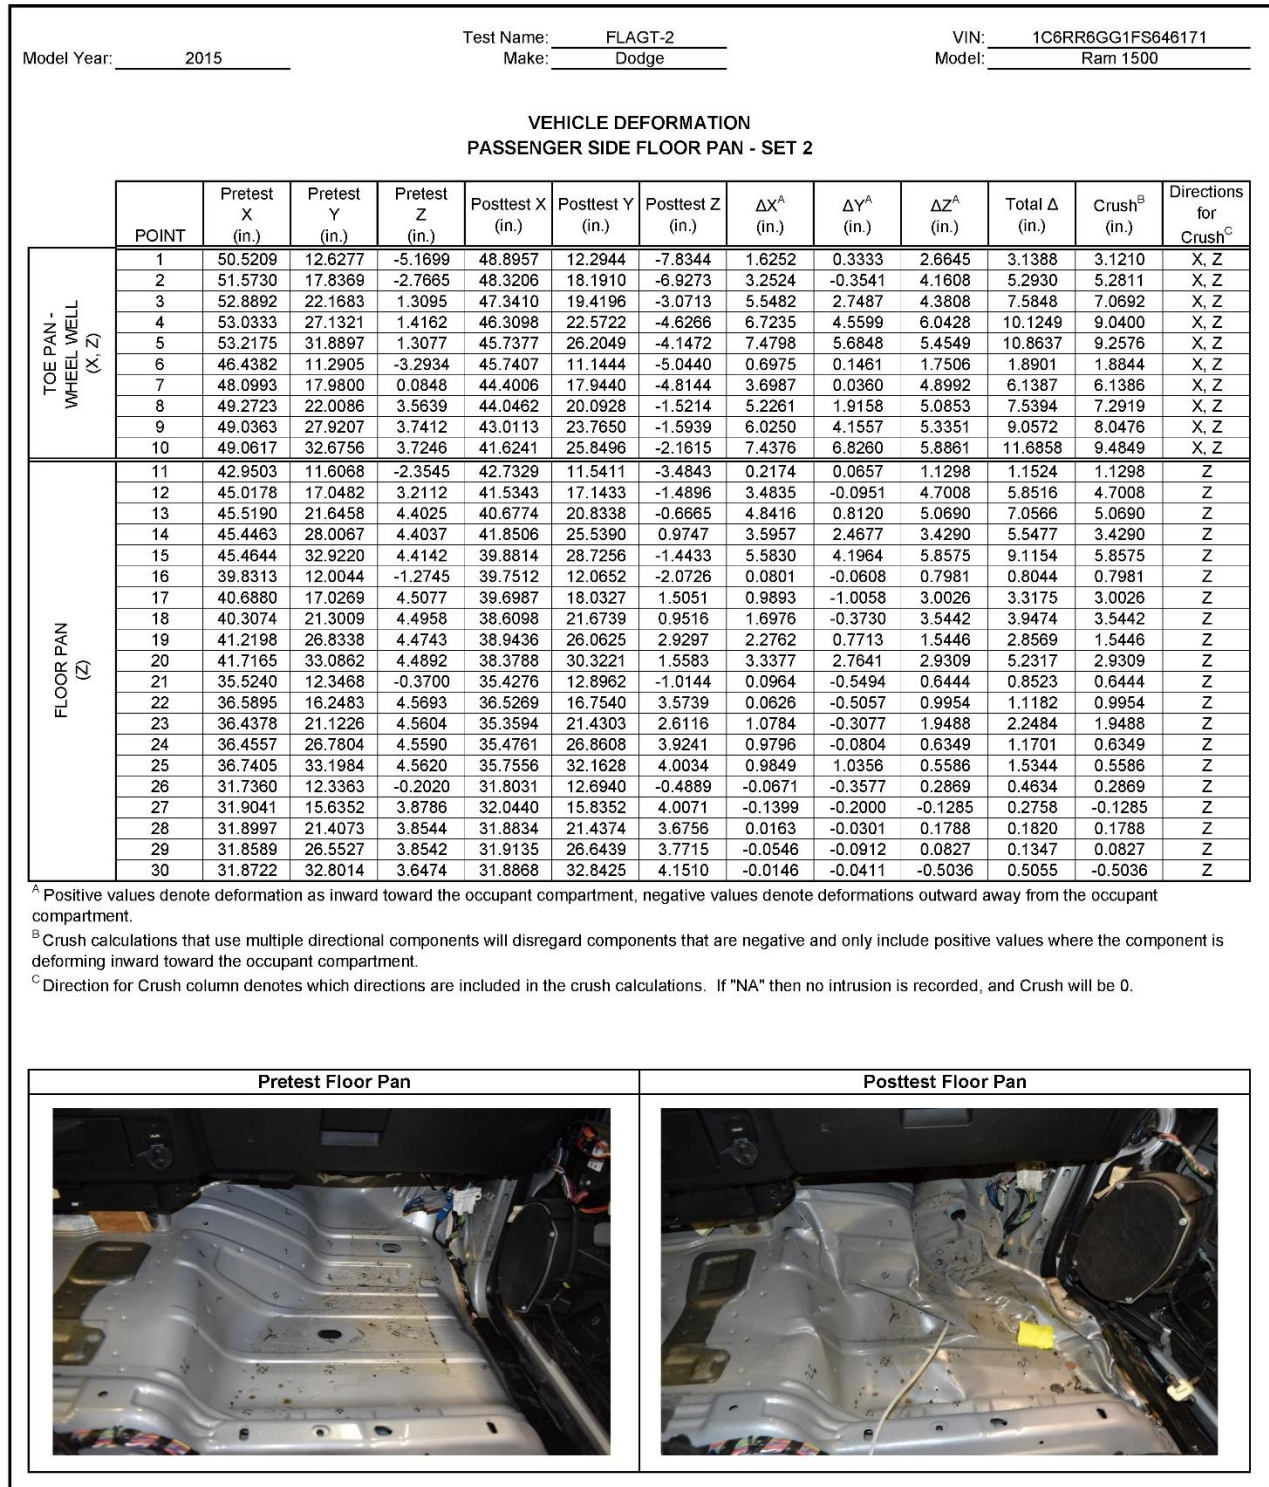 Test Name: FLAGT-2 VIN: 1C6RR6GG1FS646171
Model Year: 2015 Make: Dodge Model: Ram 1500
VEHICLE DEFORMATION
PASSENGER SIDE FLOOR PAN - SET 2
POINT Pretest X (in.) Pretest Y (in.) Pretest Z (in.) Posttest X (in.) Posttest Y (in.) Posttest Z (in.) ΔX^A (in.) ΔY^A (in.) ΔZ^A (in.) Total Δ (in.) Crush^B (in.) Directions for Crush^C
TOE PAN - WHEEL WELL (X, Z)
1 50.5209 12.6277 -5.1699 48.8957 12.2944 -7.8344 1.6252 0.3333 2.6645 3.1388 3.1210 X, Z
2 51.5730 17.8369 -2.7665 48.3206 18.1910 -6.9273 3.2524 -0.3541 4.1608 5.2930 5.2811 X, Z
3 52.8892 22.1683 1.3095 47.3410 19.4196 -3.0713 5.5482 2.7487 4.3808 7.5848 7.0692 X, Z
4 53.0333 27.1321 1.4162 46.3098 22.5722 -4.6266 6.7235 4.5599 6.0428 10.1249 9.0400 X, Z
5 53.2175 31.8897 1.3077 45.7377 26.2049 -4.1472 7.4798 5.6848 5.4549 10.8637 9.2576 X, Z
6 46.4382 11.2905 -3.2934 45.7407 11.1444 -5.0440 0.6975 0.1461 1.7506 1.8901 1.8844 X, Z
7 48.0993 17.9800 0.0848 44.4006 17.9440 -4.8144 3.6987 0.0360 4.8992 6.1387 6.1386 X, Z
8 49.2723 22.0086 3.5639 44.0462 20.0928 -1.5214 5.2261 1.9158 5.0853 7.5394 7.2919 X, Z
9 49.0363 27.9207 3.7412 43.0113 23.7650 -1.5939 6.0250 4.1557 5.3351 9.0572 8.0476 X, Z
10 49.0617 32.6756 3.7246 41.6241 25.8496 -2.1615 7.4376 6.8260 5.8861 11.6858 9.4849 X, Z
FLOOR PAN (Z)
11 42.9503 11.6068 -2.3545 42.7329 11.5411 -3.4843 0.2174 0.0657 1.1298 1.1524 1.1298 Z
12 45.0178 17.0482 3.2112 41.5343 17.1433 -1.4896 3.4835 -0.0951 4.7008 5.8516 4.7008 Z
13 45.5190 21.6458 4.4025 40.6774 20.8338 -0.6665 4.8416 0.8120 5.0690 7.0566 5.0690 Z
14 45.4463 28.0067 4.4037 41.8506 25.5390 0.9747 3.5957 2.4677 3.4290 5.5477 3.4290 Z
15 45.4644 32.9220 4.4142 39.8814 28.7256 -1.4433 5.5830 4.1964 5.8575 9.1154 5.8575 Z
16 39.8313 12.0044 -1.2745 39.7512 12.0652 -2.0726 0.0801 -0.0608 0.7981 0.8044 0.7981 Z
17 40.6880 17.0269 4.5077 39.6987 18.0327 1.5051 0.9893 -1.0058 3.0026 3.3175 3.0026 Z
18 40.3074 21.3009 4.4958 38.6098 21.6739 0.9516 1.6976 -0.3730 3.5442 3.9474 3.5442 Z
19 41.2198 26.8338 4.4743 38.9436 26.0625 2.9297 2.2762 0.7713 1.5446 2.8569 1.5446 Z
20 41.7165 33.0862 4.4892 38.3788 30.3221 1.5583 3.3377 2.7641 2.9309 5.2317 2.9309 Z
21 35.5240 12.3468 -0.3700 35.4276 12.8962 -1.0144 0.0964 -0.5494 0.6444 0.8523 0.6444 Z
22 36.5895 16.2483 4.5693 36.5269 16.7540 3.5739 0.0626 -0.5057 0.9954 1.1182 0.9954 Z
23 36.4378 21.1226 4.5604 35.3594 21.4303 2.6116 1.0784 -0.3077 1.9488 2.2484 1.9488 Z
24 36.4557 26.7804 4.5590 35.4761 26.8608 3.9241 0.9796 -0.0804 0.6349 1.1701 0.6349 Z
25 36.7405 33.1984 4.5620 35.7556 32.1628 4.0034 0.9849 1.0356 0.5586 1.5344 0.5586 Z
26 31.7360 12.3363 -0.2020 31.8031 12.6940 -0.4889 -0.0671 -0.3577 0.2869 0.4634 0.2869 Z
27 31.9041 15.6352 3.8786 32.0440 15.8352 4.0071 -0.1399 -0.2000 -0.1285 0.2758 -0.1285 Z
28 31.8997 21.4073 3.8544 31.8834 21.4374 3.6756 0.0163 -0.0301 0.1788 0.1820 0.1788 Z
29 31.8589 26.5527 3.8542 31.9135 26.6439 3.7715 -0.0546 -0.0912 0.0827 0.1347 0.0827 Z
30 31.8722 32.8014 3.6474 31.8868 32.8425 4.1510 -0.0146 -0.0411 -0.5036 0.5055 -0.5036 Z
A Positive values denote deformation as inward toward the occupant compartment, negative values denote deformations outward away from the occupant
compartment.
B Crush calculations that use multiple directional components will disregard components that are negative and only include positive values where the component is
deforming inward toward the occupant compartment.
C Direction for Crush column denotes which directions are included in the crush calculations. If "NA" then no intrusion is recorded, and Crush will be 0.
Pretest Floor Pan Posttest Floor Pan